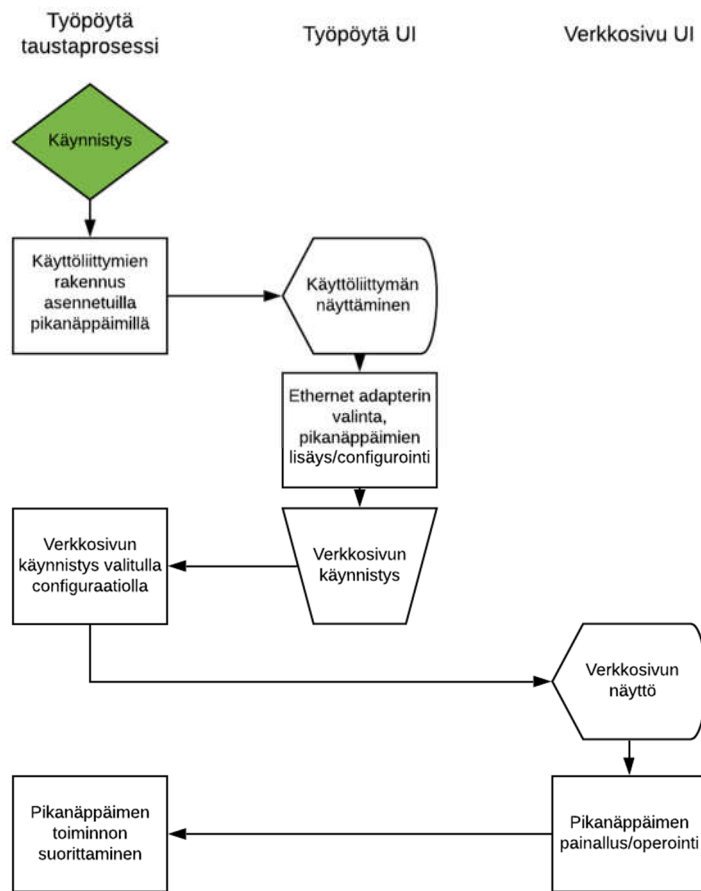 Työpöytä
taustaprosessi
Työpöytä UI
Verkkosivu UI
Käynnistys
Käyttöliittymien
rakennus
asennetuilla
pikanäppäimillä
Käyttöliittymän
näyttäminen
Ethernet adapterin
valinta,
pikanäppäimien
lisäys/configurointi
Verkkosivun
käynnistys valitulla
configuraatiolla
Verkkosivun
käynnistys
Verkkosivun
näyttö
Pikanäppäimen
toiminnon
suorittaminen
Pikanäppäimen
painallus/operointi